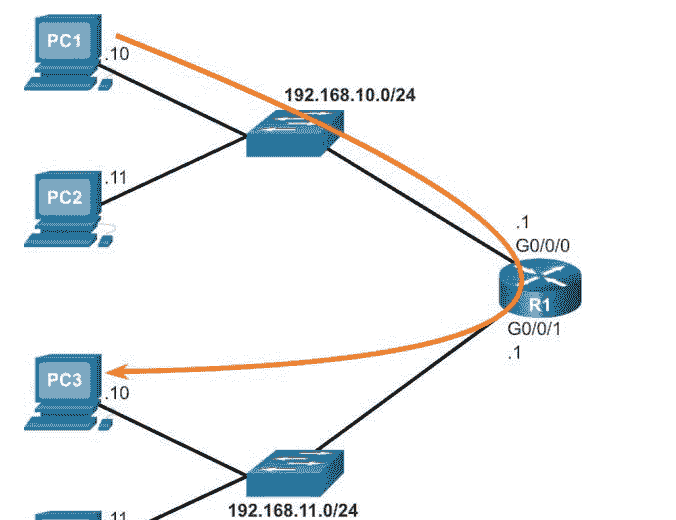 PC1
.10
192.168.10.0/24
PC2
.11
.1
G0/0/0
R1
G0/0/1
.1
PC3
.10
192.168.11.0/24
.11